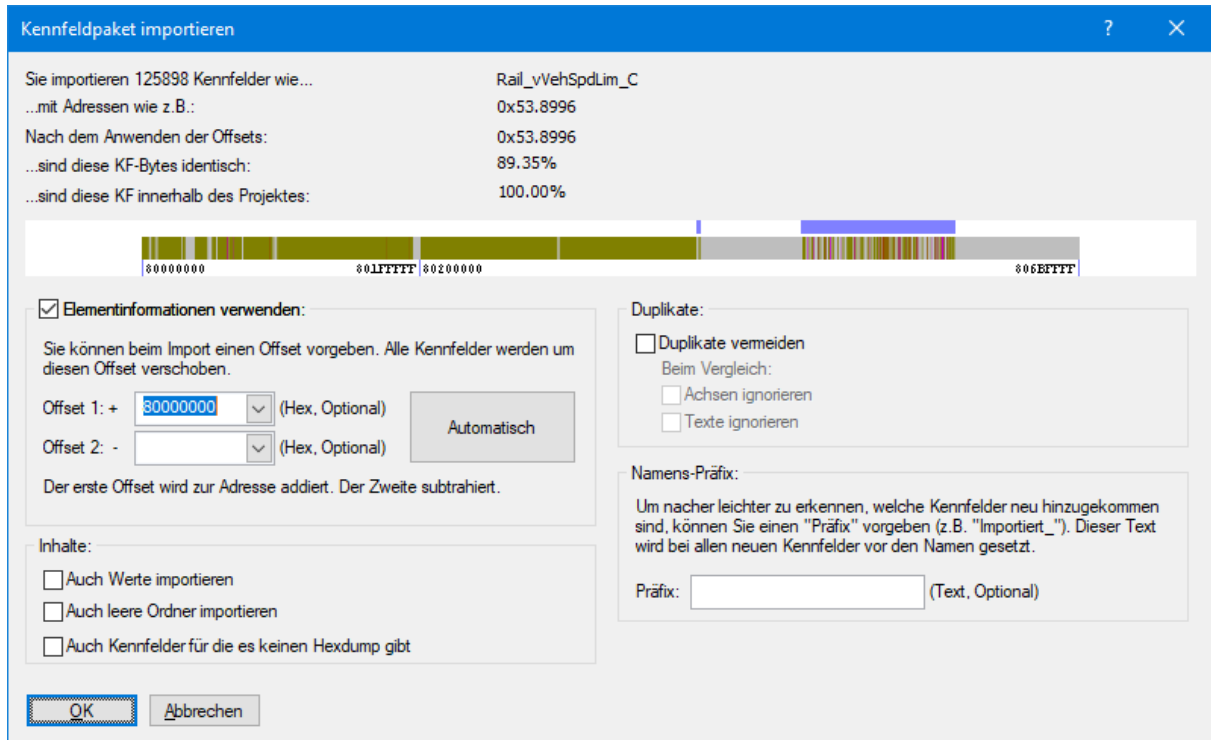 Kennfeldpaket importieren
?
Sie importieren 125898 Kennfelder wie... Rail_vVehSpdLim_C
...mit Adressen wie z.B.: 0x53.8996
Nach dem Anwenden der Offsets: 0x53.8996
...sind diese KF-Bytes identisch: 89.35%
...sind diese KF innerhalb des Projektes: 100.00%
80000000 801FFFFF 80200000 806BFFFF
Elementinformationen verwenden:
Sie können beim Import einen Offset vorgeben. Alle Kennfelder werden um
diesen Offset verschoben.
Offset 1: + 80000000 (Hex, Optional)
Automatisch
Offset 2: - (Hex, Optional)
Der erste Offset wird zur Adresse addiert. Der Zweite subtrahiert.
Inhalte:
Auch Werte importieren
Auch leere Ordner importieren
Auch Kennfelder für die es keinen Hexdump gibt
Duplikate:
Duplikate vermeiden
Beim Vergleich:
Achsen ignorieren
Texte ignorieren
Namens-Präfix:
Um nacher leichter zu erkennen, welche Kennfelder neu hinzugekommen
sind, können Sie einen "Präfix" vorgeben (z.B. "Importiert_"). Dieser Text
wird bei allen neuen Kennfelder vor den Namen gesetzt.
Präfix: (Text, Optional)
OK Abbrechen